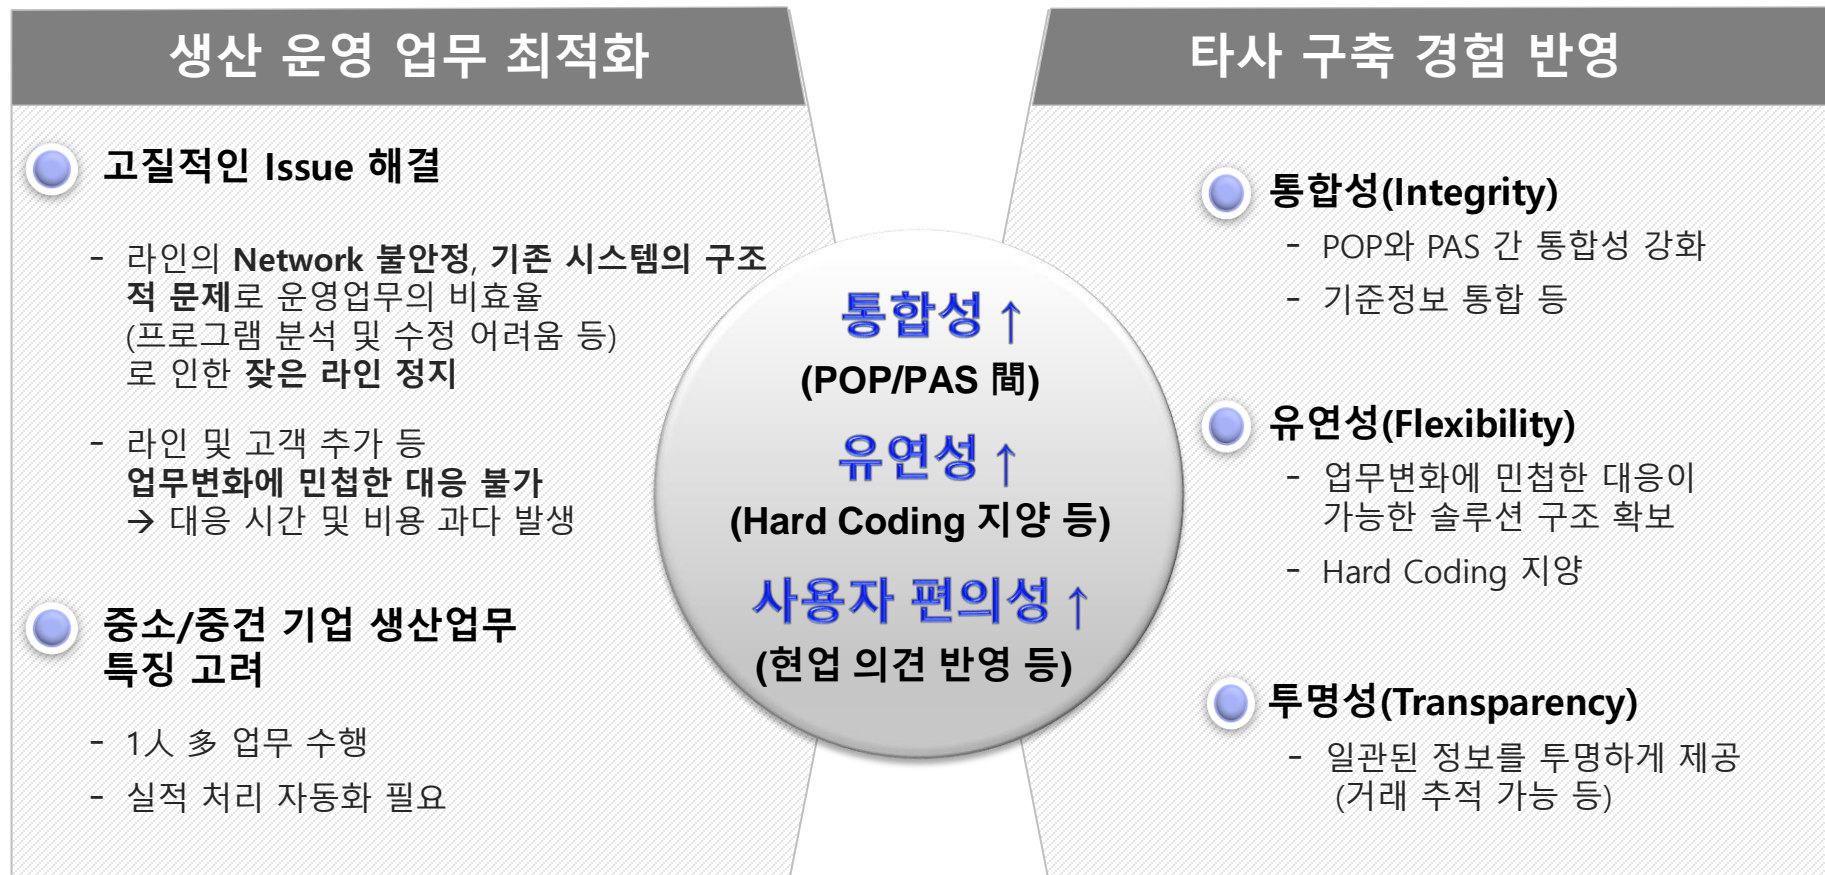 생산 운영 업무 최적화
고질적인 Issue 해결
- 라인의 Network 불안정, 기존 시스템의 구조
적 문제로 운영업무의 비효율
(프로그램 분석 및 수정 어려움 등)
로 인한 잦은 라인 정지
- 라인 및 고객 추가 등
업무변화에 민첩한 대응 불가
→ 대응 시간 및 비용 과다 발생
중소/중견 기업 생산업무
특징 고려
- 1人 多 업무 수행
- 실적 처리 자동화 필요
통합성 ↑
(POP/PAS 間)
유연성 ↑
(Hard Coding 지양 등)
사용자 편의성 ↑
(현업 의견 반영 등)
타사 구축 경험 반영
통합성(Integrity)
- POP와 PAS 간 통합성 강화
- 기준정보 통합 등
유연성(Flexibility)
- 업무변화에 민첩한 대응이
가능한 솔루션 구조 확보
- Hard Coding 지양
투명성(Transparency)
- 일관된 정보를 투명하게 제공
(거래 추적 가능 등)